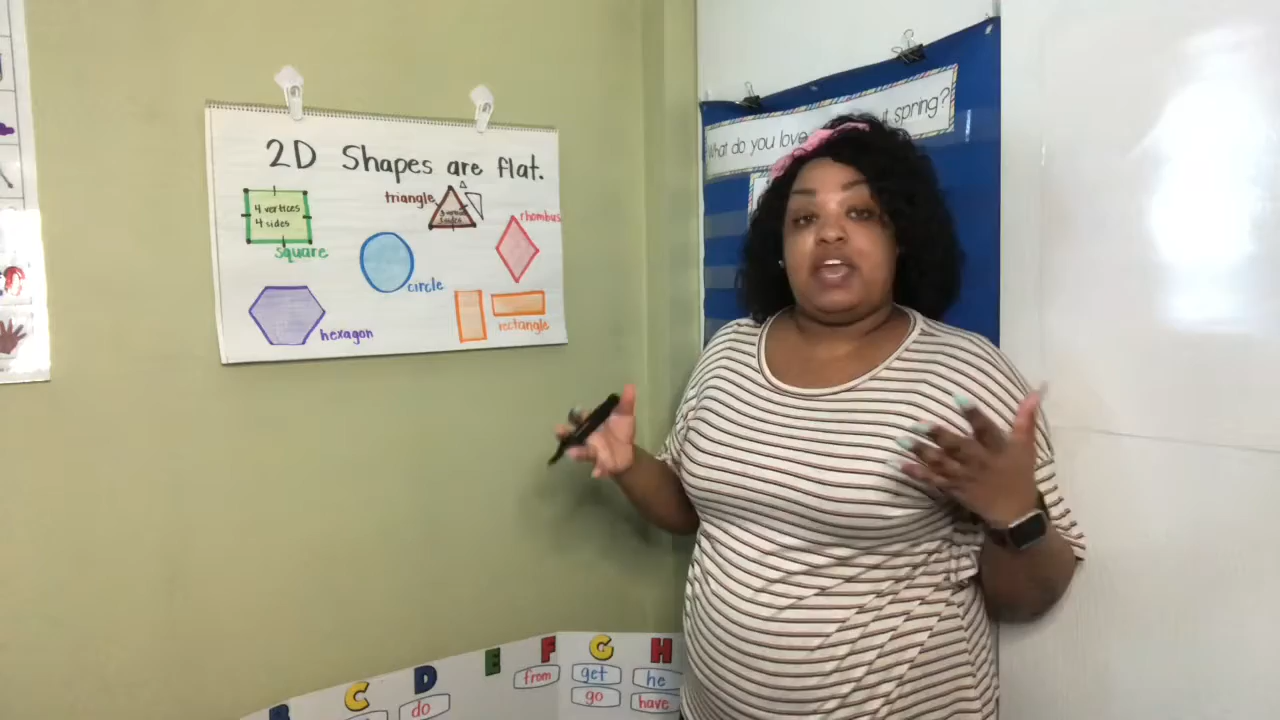 2D Shapes are flat.
4 vertices
4 sides
square
triangle
rhombus
circle
hexagon
rectangle
What do you love
spring?
B
C
D
do
E
F
from
G
get
go
H
he
have